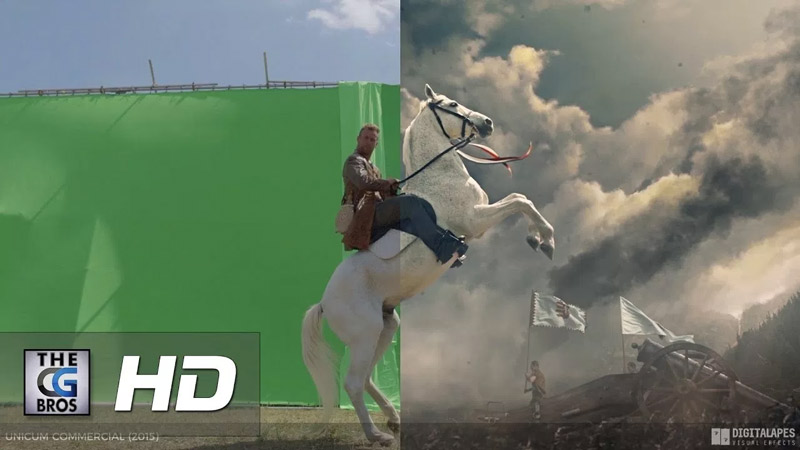 THE
CG
BROS
HD
UNICUM COMMERCIAL (2015)
DIGITALAPES
VISUAL EFFECTS